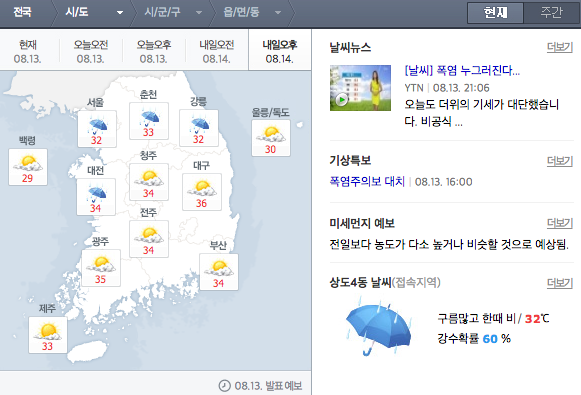 전국 시/도 시/군/구 읍/면/동 현재 주간
현재 오늘오전 오늘오후 내일오전 내일오후
08.13. 08.13. 08.13. 08.14. 08.14.
서울
32
춘천
33
강릉
32
울릉/독도
30
백령
29
대전
34
청주
34
대구
36
전주
34
광주
35
부산
34
제주
33
08.13. 발표 예보
날씨뉴스 더보기
[날씨] 폭염 누그러진다...
YTN | 08.13. 21:06
오늘도 더위의 기세가 대단했습니
다. 비공식 ...
기상특보 더보기
폭염주의보 대치 | 08.13. 16:00
미세먼지 예보 더보기
전일보다 농도가 다소 높거나 비슷할 것으로 예상됨.
상도4동 날씨(접속지역) 더보기
구름많고 한때 비/ 32℃
강수확률 60 %